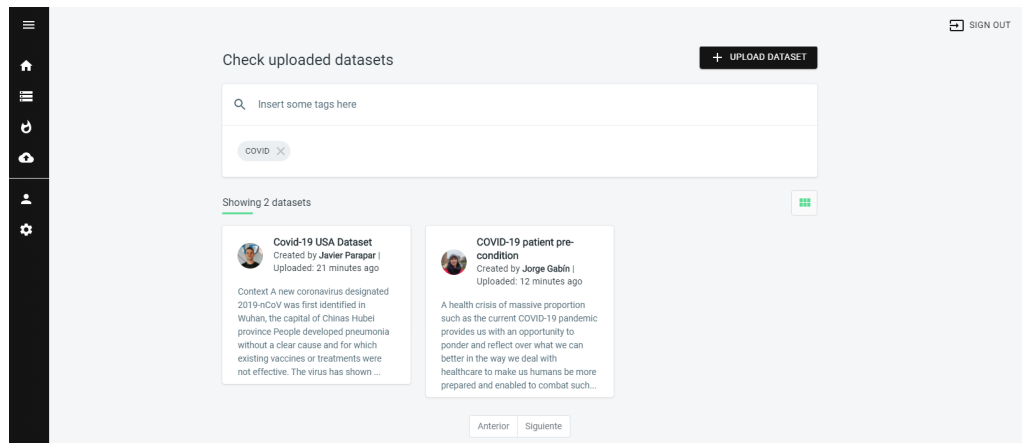 SIGN OUT
Check uploaded datasets
UPLOAD DATASET
Insert some tags here
COVID
Showing 2 datasets
Covid-19 USA Dataset
Created by Javier Parapar |
Uploaded: 21 minutes ago
Context A new coronavirus designated
2019-nCoV was first identified in
Wuhan, the capital of Chinas Hubei
province People developed pneumonia
without a clear cause and for which
existing vaccines or treatments were
not effective. The virus has shown ...
COVID-19 patient pre-
condition
Created by Jorge Gabín |
Uploaded: 12 minutes ago
A health crisis of massive proportion
such as the current COVID-19 pandemic
provides us with an opportunity to
ponder and reflect over what we can
better in the way we deal with
healthcare to make us humans be more
prepared and enabled to combat such...
Anterior Siguiente